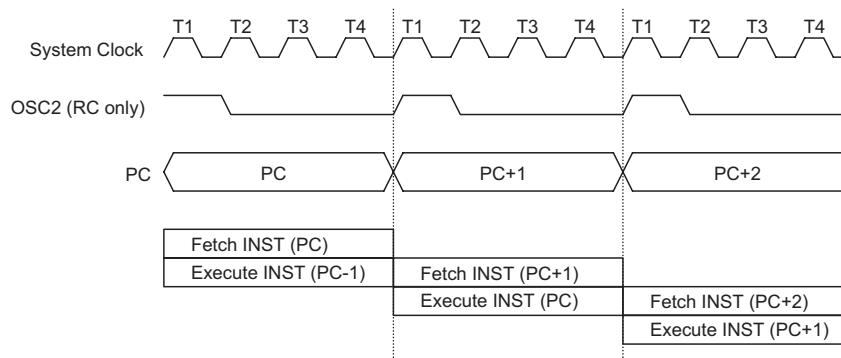 T1 T2 T3 T4 T1 T2 T3 T4 T1 T2 T3 T4
System Clock
OSC2 (RC only)
PC PC PC+1 PC+2
Fetch INST (PC)
Execute INST (PC-1) Fetch INST (PC+1)
Execute INST (PC) Fetch INST (PC+2)
Execute INST (PC+1)